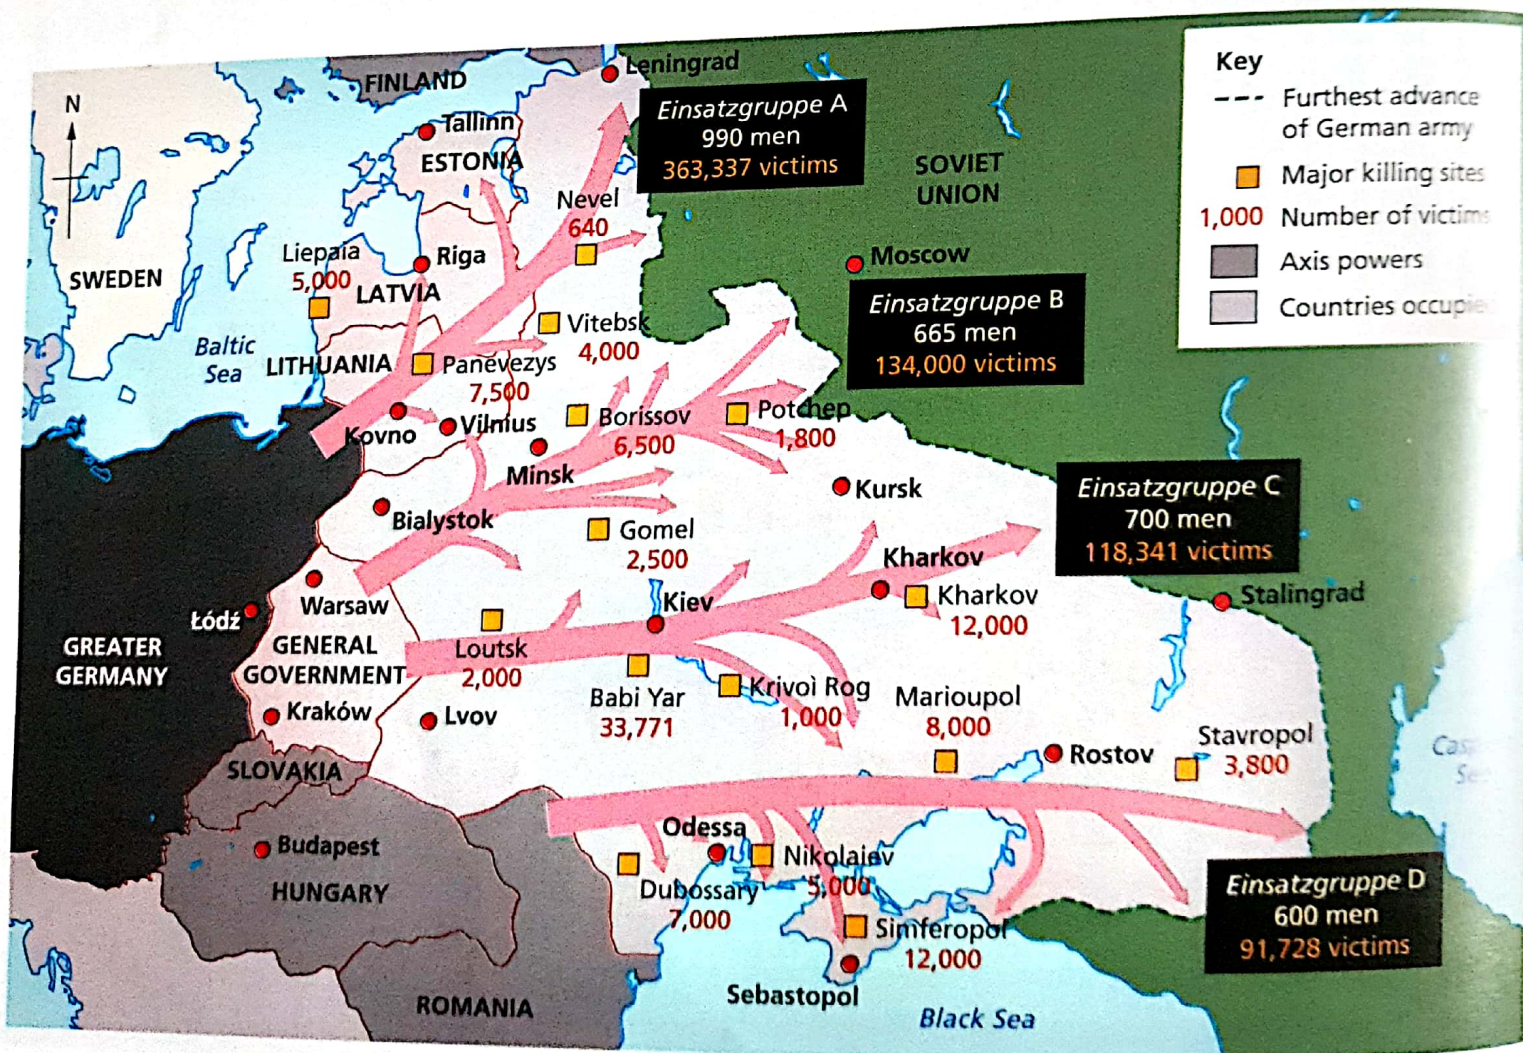 Key
Furthest advance
of German army
Major killing sites
1,000 Number of victims
Axis powers
Countries
N
FINLAND
Leningrad
Einsatzgruppe A
990 men
363,337 victims
Tallinn
ESTONIA
SOVIET
UNION
Nevel
640
Liepaia
5,000
Riga
LATVIA
SWEDEN
Moscow
Einsatzgruppe B
665 men
134,000 victims
Baltic
Sea
LITHUANIA
Vitebsk
4,000
Panevezys
7,500
Kovno
Vilnius
Borissov
6,500
Potchep
1,800
Minsk
Kursk
Bialystok
Gomel
2,500
Einsatzgruppe C
700 men
118,341 victims
Kharkov
Kharkov
12,000
Stalingrad
Warsaw
Łódź
Kiev
GREATER
GERMANY
GENERAL
GOVERNMENT
Loutsk
2,000
Babi Yar
33,771
Krivoì Rog
1,000
Marioupol
8,000
Kraków
Lvov
Rostov
Stavropol
3,800
SLOVAKIA
Budapest
HUNGARY
Odessa
Nikolaiev
5,000
Dubossary
7,000
Simferopol
12,000
Einsatzgruppe D
600 men
91,728 victims
Sebastopol
ROMANIA
Black Sea